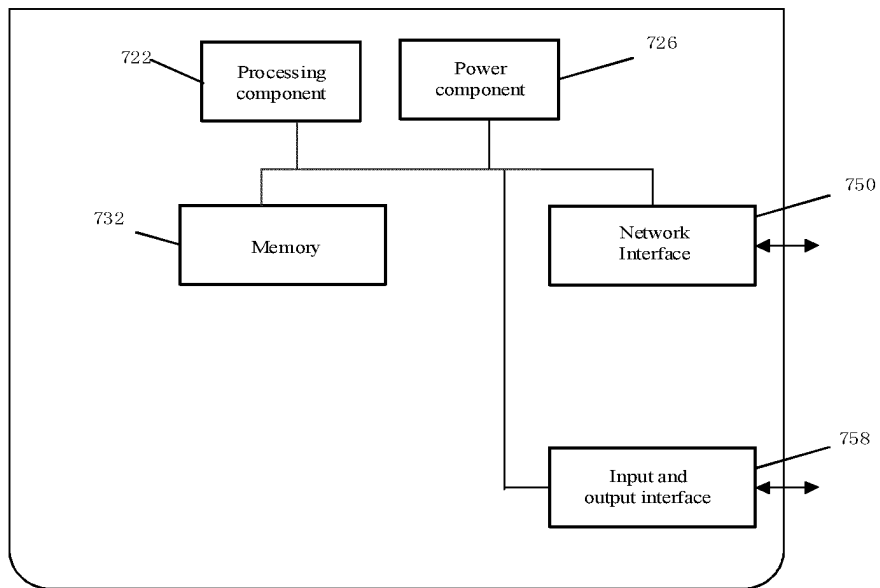 722
Processing
component
Power
component
726
750
732
Memory
Network
Interface
758
Input and
output interface